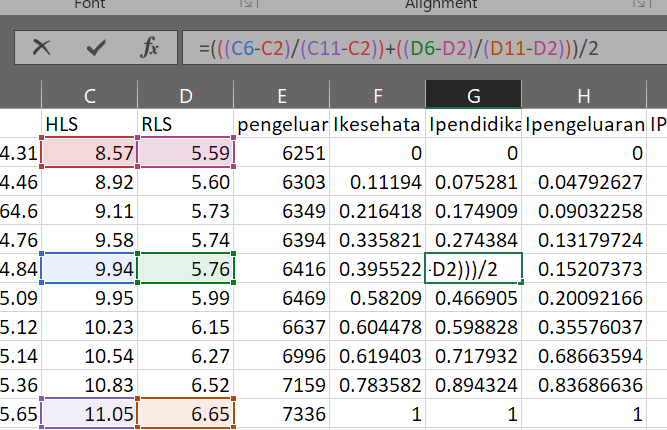 Font Alignment
fx =(((C6-C2)/(C11-C2))+((D6-D2)/(D11-D2)))/2
C D E F G H
HLS RLS pengeluar Ikesehata Ipendidika Ipengeluaran IP
4.31 8.57 5.59 6251 0 0 0
4.46 8.92 5.60 6303 0.11194 0.075281 0.04792627
64.6 9.11 5.73 6349 0.216418 0.174909 0.09032258
4.76 9.58 5.74 6394 0.335821 0.274384 0.13179724
4.84 9.94 5.76 6416 0.395522 -D2)))/2 0.15207373
5.09 9.95 5.99 6469 0.58209 0.466905 0.20092166
5.12 10.23 6.15 6637 0.604478 0.598828 0.35576037
5.14 10.54 6.27 6996 0.619403 0.717932 0.68663594
5.36 10.83 6.52 7159 0.783582 0.894324 0.83686636
5.65 11.05 6.65 7336 1 1 1